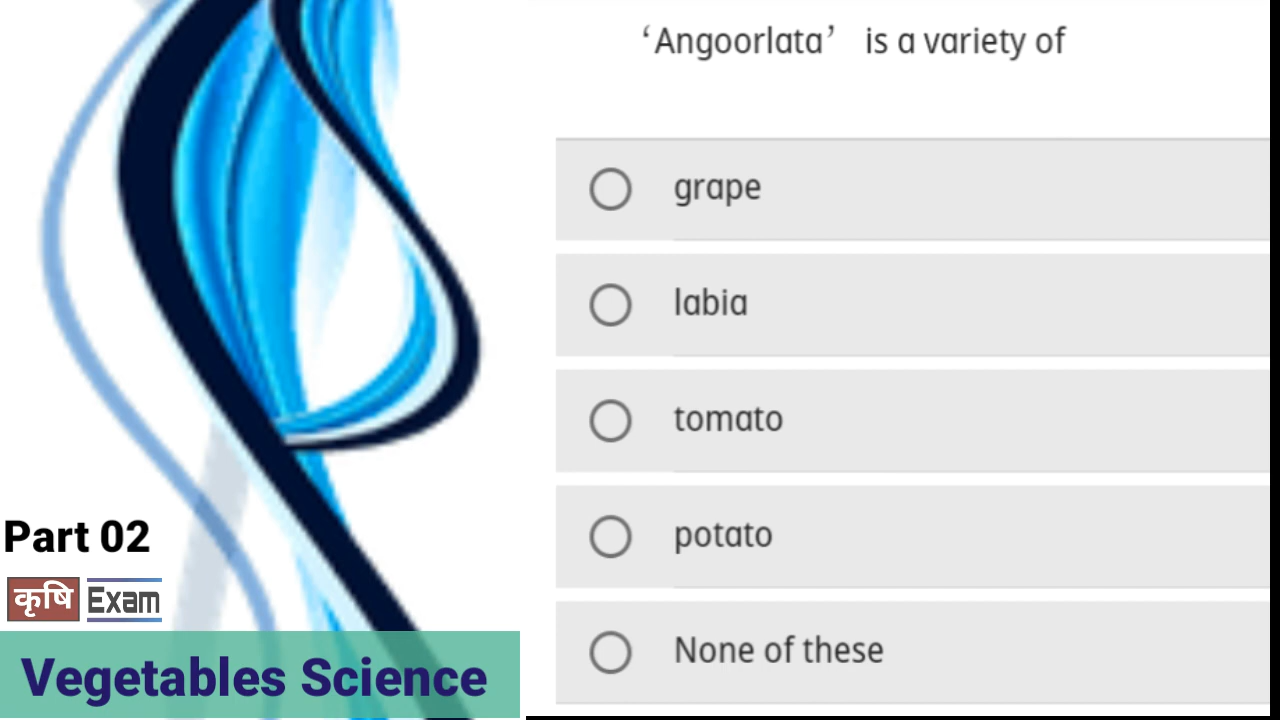 ‘Angoorlata’ is a variety of
grape
labia
tomato
potato
None of these
Part 02
कृषि Exam
Vegetables Science